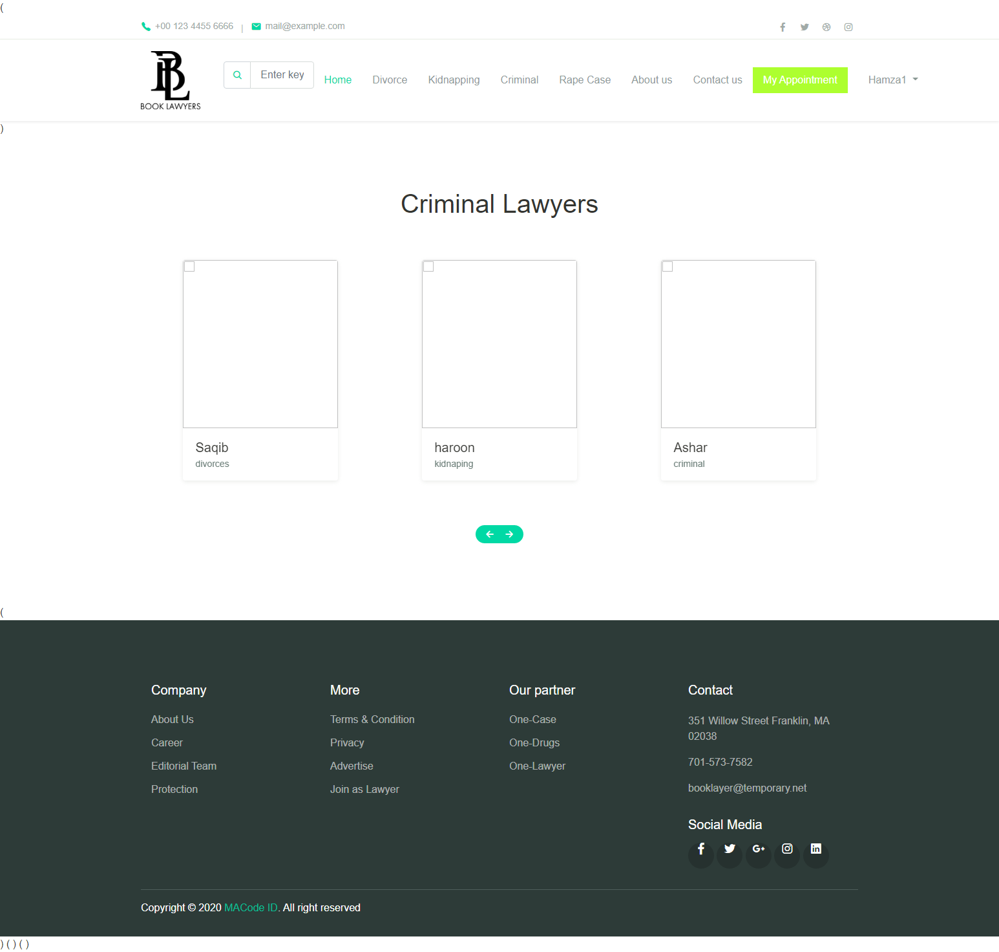 (
+00 123 4455 6666 | mail@example.com
BL
BOOK LAWYERS
Enter key
Home Divorce Kidnapping Criminal Rape Case About us Contact us My Appointment Hamza1
)
Criminal Lawyers
Saqib
divorces
haroon
kidnaping
Ashar
criminal
(
Company
About Us
Career
Editorial Team
Protection
More
Terms & Condition
Privacy
Advertise
Join as Lawyer
Our partner
One-Case
One-Drugs
One-Lawyer
Contact
351 Willow Street Franklin, MA
02038
701-573-7582
booklayer@temporary.net
Social Media
Copyright © 2020 MACode ID. All right reserved
) ( ) ( )